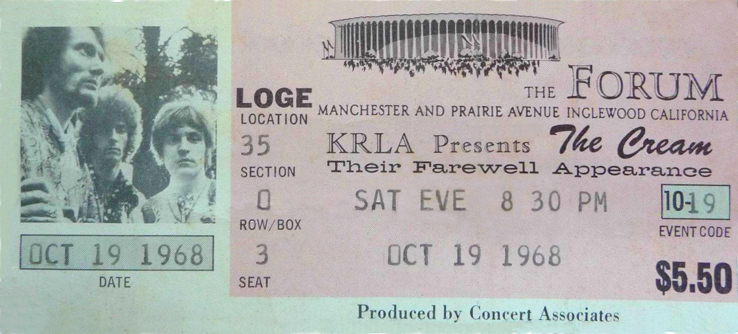 THE FORUM
MANCHESTER AND PRAIRIE AVENUE INGLEWOOD CALIFORNIA
KRLA Presents The Cream
Their Farewell Appearance
SAT EVE 8 30 PM
OCT 19 1968
LOGE
LOCATION
35
SECTION
0
ROW/BOX
3
SEAT
10-19
EVENT CODE
$5.50
OCT 19 1968
DATE
Produced by Concert Associates